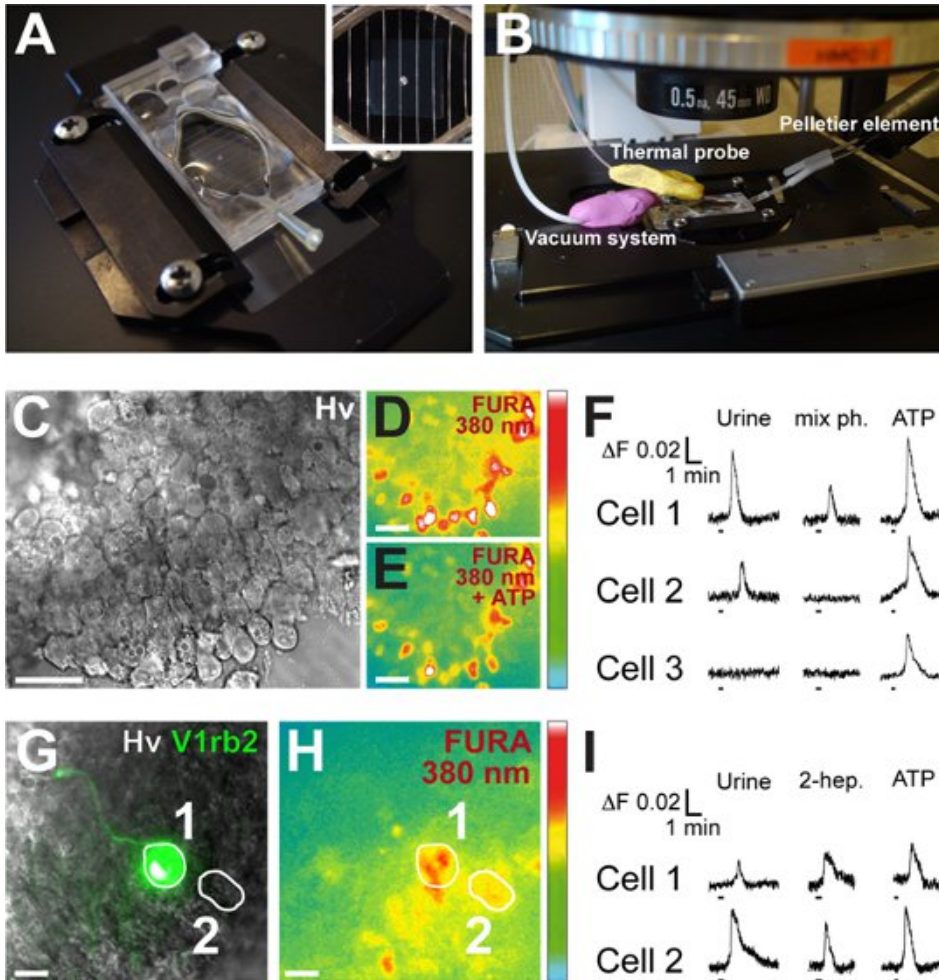 A
B
0.5 na, 45mm WD
Pelletier element
Thermal probe
Vacuum system
C
Hv
D
FURA
380 nm
E
FURA
380 nm
+ ATP
F
Urine
mix ph.
ATP
ΔF 0.02
1 min
Cell 1
Cell 2
Cell 3
G
Hv V1rb2
1
2
H
FURA
380 nm
1
2
I
Urine
2-hep.
ATP
ΔF 0.02
1 min
Cell 1
Cell 2